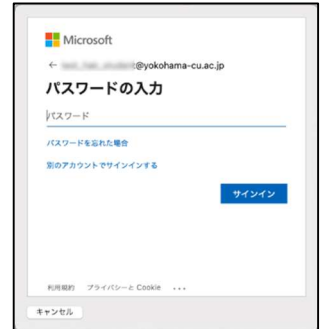 Microsoft
← @yokohama-cu.ac.jp
パスワードの入力
パスワード
パスワードを忘れた場合
別のアカウントでサインインする
サインイン
利用規約 プライバシーと Cookie ...
キャンセル